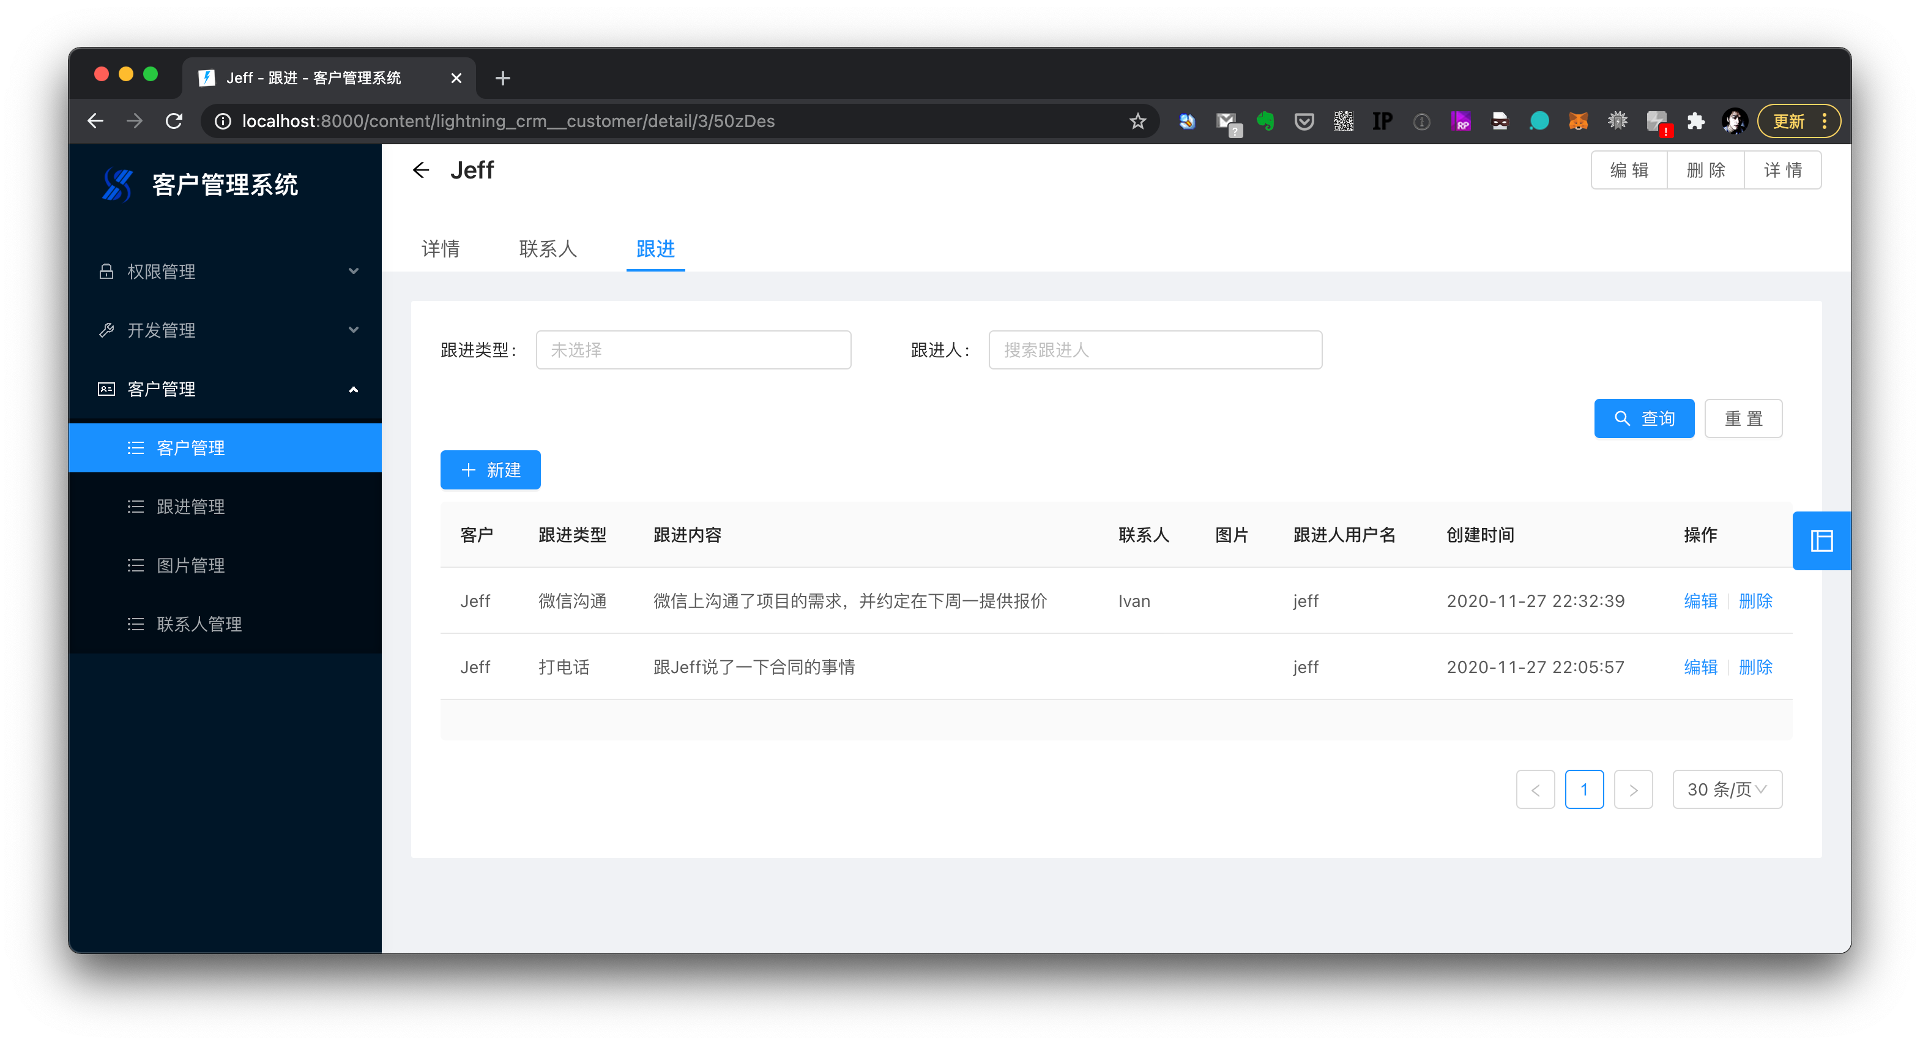 Jeff - 跟进 - 客户管理系统
localhost:8000/content/lightning_crm__customer/detail/3/50zDes
IP
RP
更新
客户管理系统
权限管理
开发管理
客户管理
客户管理
跟进管理
图片管理
联系人管理
Jeff
编 辑 删 除 详 情
详情 联系人 跟进
跟进类型: 未选择 跟进人: 搜索跟进人
查询 重 置
新建
客户 跟进类型 跟进内容 联系人 图片 跟进人用户名 创建时间 操作
Jeff 微信沟通 微信上沟通了项目的需求，并约定在下周一提供报价 Ivan jeff 2020-11-27 22:32:39 编辑 删除
Jeff 打电话 跟Jeff说了一下合同的事情 jeff 2020-11-27 22:05:57 编辑 删除
1 30 条/页